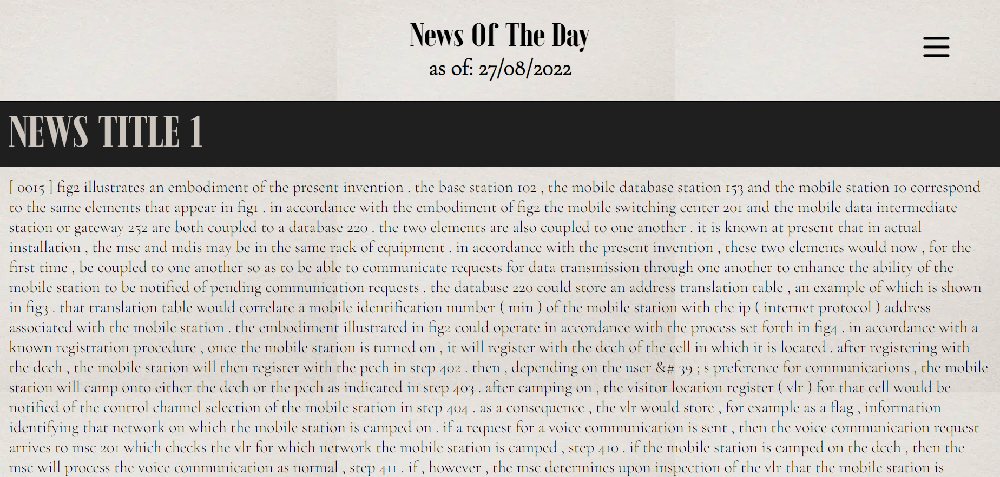 News Of The Day
as of: 27/08/2022
NEWS TITLE 1
[ 0015 ] fig2 illustrates an embodiment of the present invention . the base station 102 , the mobile database station 153 and the mobile station 10 correspond
to the same elements that appear in fig1 . in accordance with the embodiment of fig2 the mobile switching center 201 and the mobile data intermediate
station or gateway 252 are both coupled to a database 220 . the two elements are also coupled to one another . it is known at present that in actual
installation , the msc and mdis may be in the same rack of equipment . in accordance with the present invention , these two elements would now , for the
first time , be coupled to one another so as to be able to communicate requests for data transmission through one another to enhance the ability of the
mobile station to be notified of pending communication requests . the database 220 could store an address translation table , an example of which is shown
in fig3 . that translation table would correlate a mobile identification number ( min ) of the mobile station with the ip ( internet protocol ) address
associated with the mobile station . the embodiment illustrated in fig2 could operate in accordance with the process set forth in fig4 . in accordance with a
known registration procedure , once the mobile station is turned on , it will register with the dcch of the cell in which it is located . after registering with
the dcch , the mobile station will then register with the pcch in step 402 . then , depending on the user &# 39 ; s preference for communications , the mobile
station will camp onto either the dcch or the pcch as indicated in step 403 . after camping on , the visitor location register ( vlr ) for that cell would be
notified of the control channel selection of the mobile station in step 404 . as a consequence , the vlr would store , for example as a flag , information
identifying that network on which the mobile station is camped on . if a request for a voice communication is sent , then the voice communication request
arrives to msc 201 which checks the vlr for which network the mobile station is camped , step 410 . if the mobile station is camped on the dcch , then the
msc will process the voice communication as normal , step 411 . if , however , the msc determines upon inspection of the vlr that the mobile station is